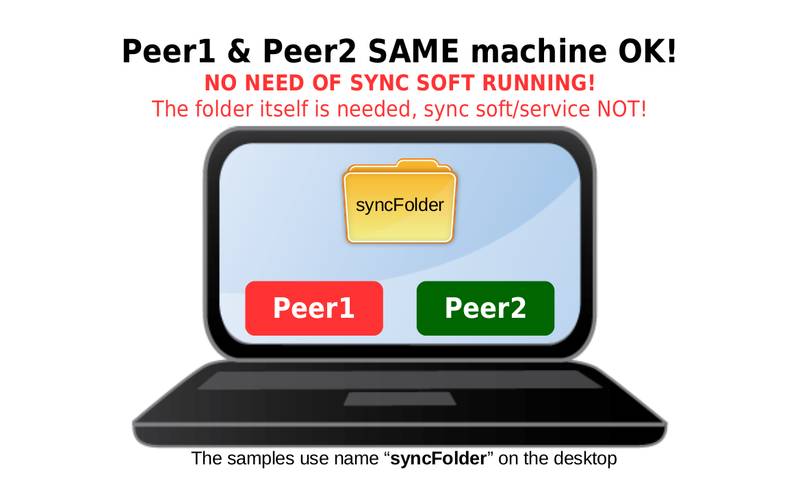 Peer1 & Peer2 SAME machine OK!
NO NEED OF SYNC SOFT RUNNING!
The folder itself is needed, sync soft/service NOT!
syncFolder
Peer1 Peer2
The samples use name “syncFolder” on the desktop